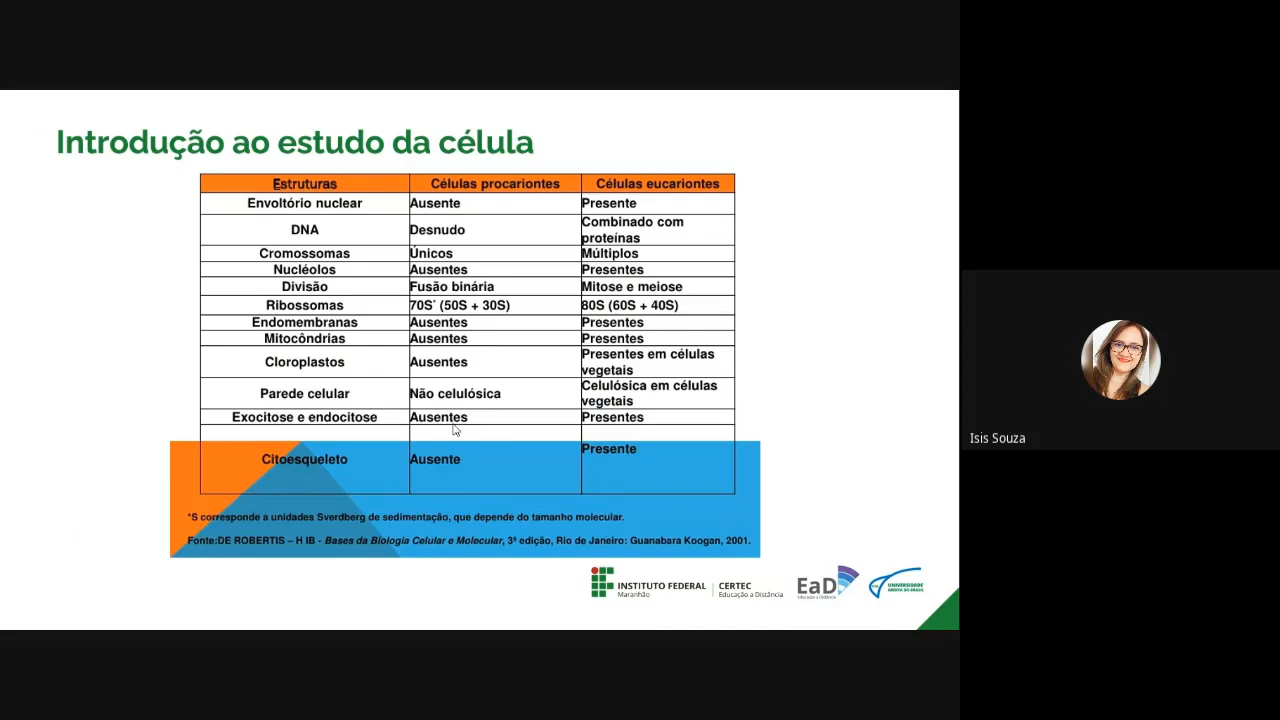 Introdução ao estudo da célula
Estruturas Células procariontes Células eucariontes
Envoltório nuclear Ausente Presente
DNA Desnudo Combinado com
proteínas
Cromossomas Únicos Múltiplos
Nucléolos Ausentes Presentes
Divisão Fusão binária Mitose e meiose
Ribossomas 70S* (50S + 30S) 80S (60S + 40S)
Endomembranas Ausentes Presentes
Mitocôndrias Ausentes Presentes
Cloroplastos Ausentes Presentes em células
vegetais
Parede celular Não celulósica Celulósica em células
vegetais
Exocitose e endocitose Ausentes Presentes
Citoesqueleto Ausente Presente
*S corresponde a unidades Sverdberg de sedimentação, que depende do tamanho molecular.
Fonte:DE ROBERTIS – H IB - Bases da Biologia Celular e Molecular, 3ª edição, Rio de Janeiro: Guanabara Koogan, 2001.
INSTITUTO FEDERAL CERTEC
Maranhão Educação a Distância
EaD
Educação a Distância
UNIVERSIDADE
ABERTA DO BRASIL
Isis Souza